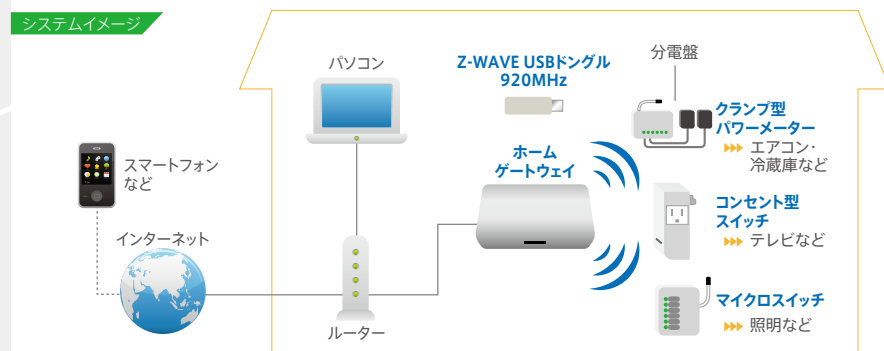 システムイメージ
パソコン
Z-WAVE USBドングル
920MHz
分電盤
クランプ型
パワーメーター
エアコン・
冷蔵庫など
スマートフォン
など
ホーム
ゲートウェイ
コンセント型
スイッチ
テレビなど
インターネット
ルーター
マイクロスイッチ
照明など